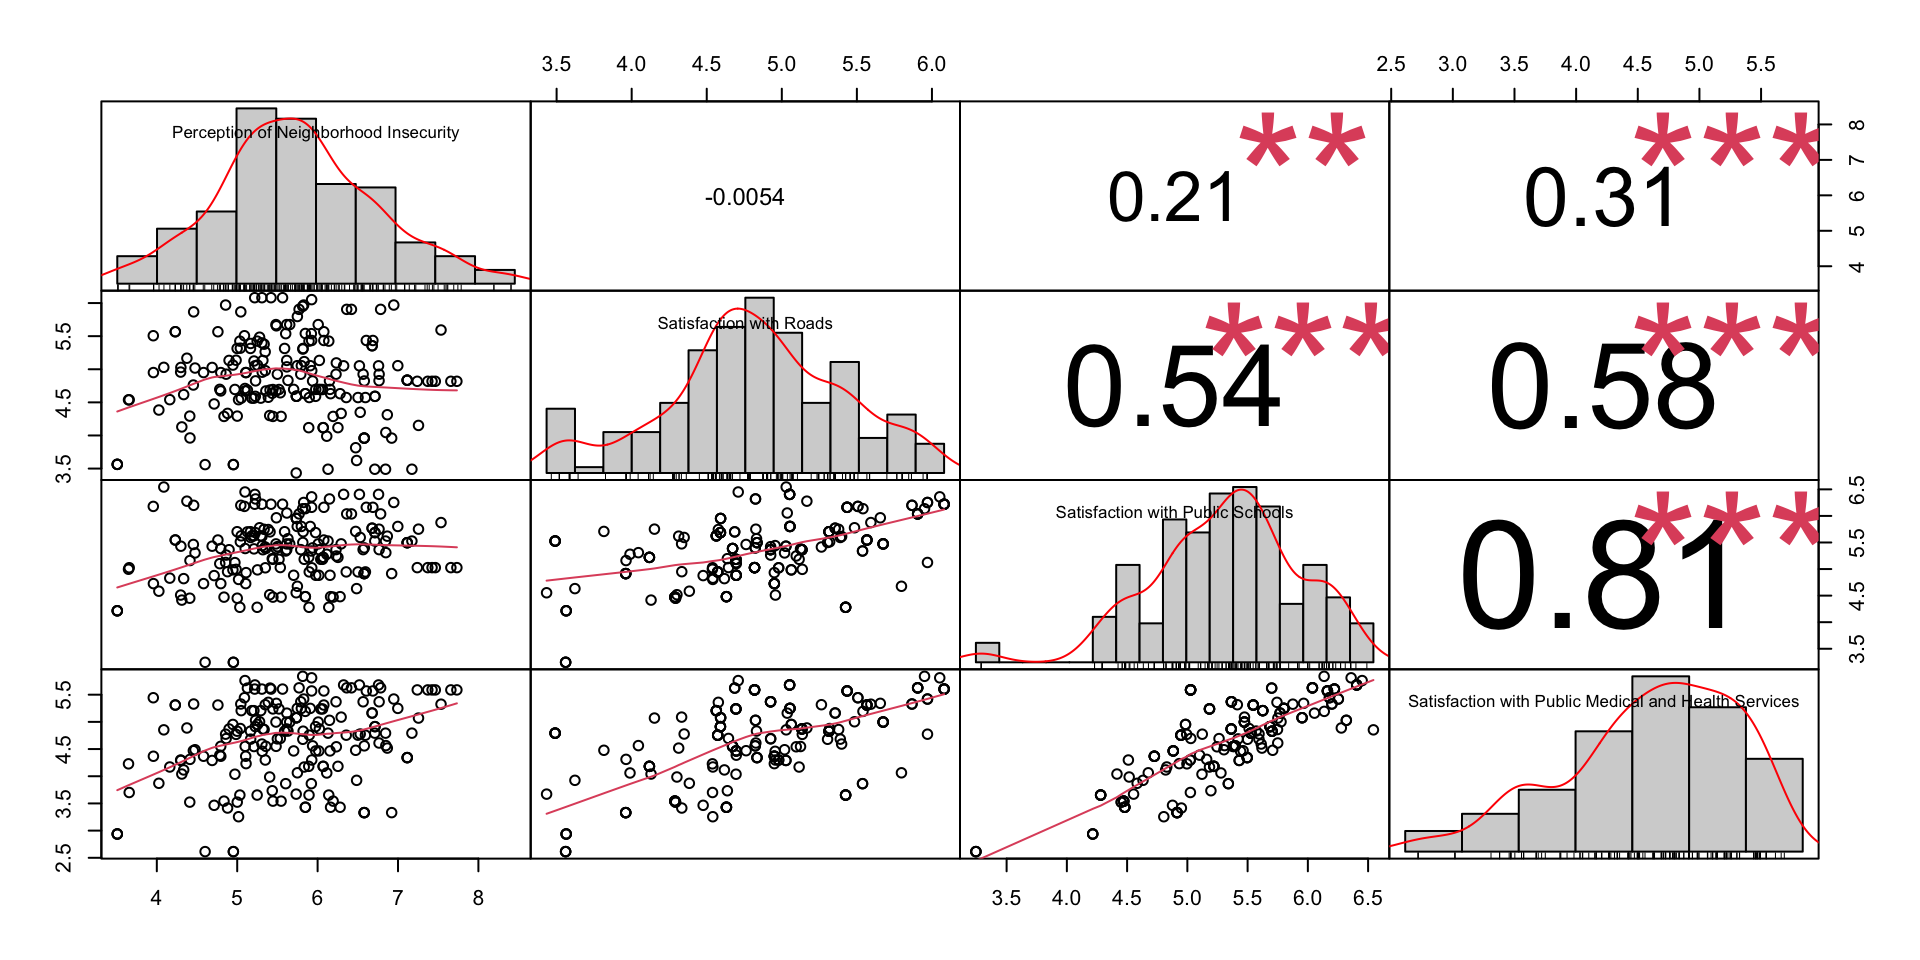 3.5 4.0 4.5 5.0 5.5 6.0 2.5 3.0 3.5 4.0 4.5 5.0 5.5
Perception of Neighborhood Insecurity
-0.0054
0.21 **
0.31 ***
4 5 6 7 8
3.5 4.5 5.5
Satisfaction with Roads
0.54 ***
0.58 ***
Satisfaction with Public Schools
0.81 ***
3.5 4.5 5.5 6.5
2.5 3.5 4.5 5.5
Satisfaction with Public Medical and Health Services
4 5 6 7 8 3.5 4.0 4.5 5.0 5.5 6.0 6.5